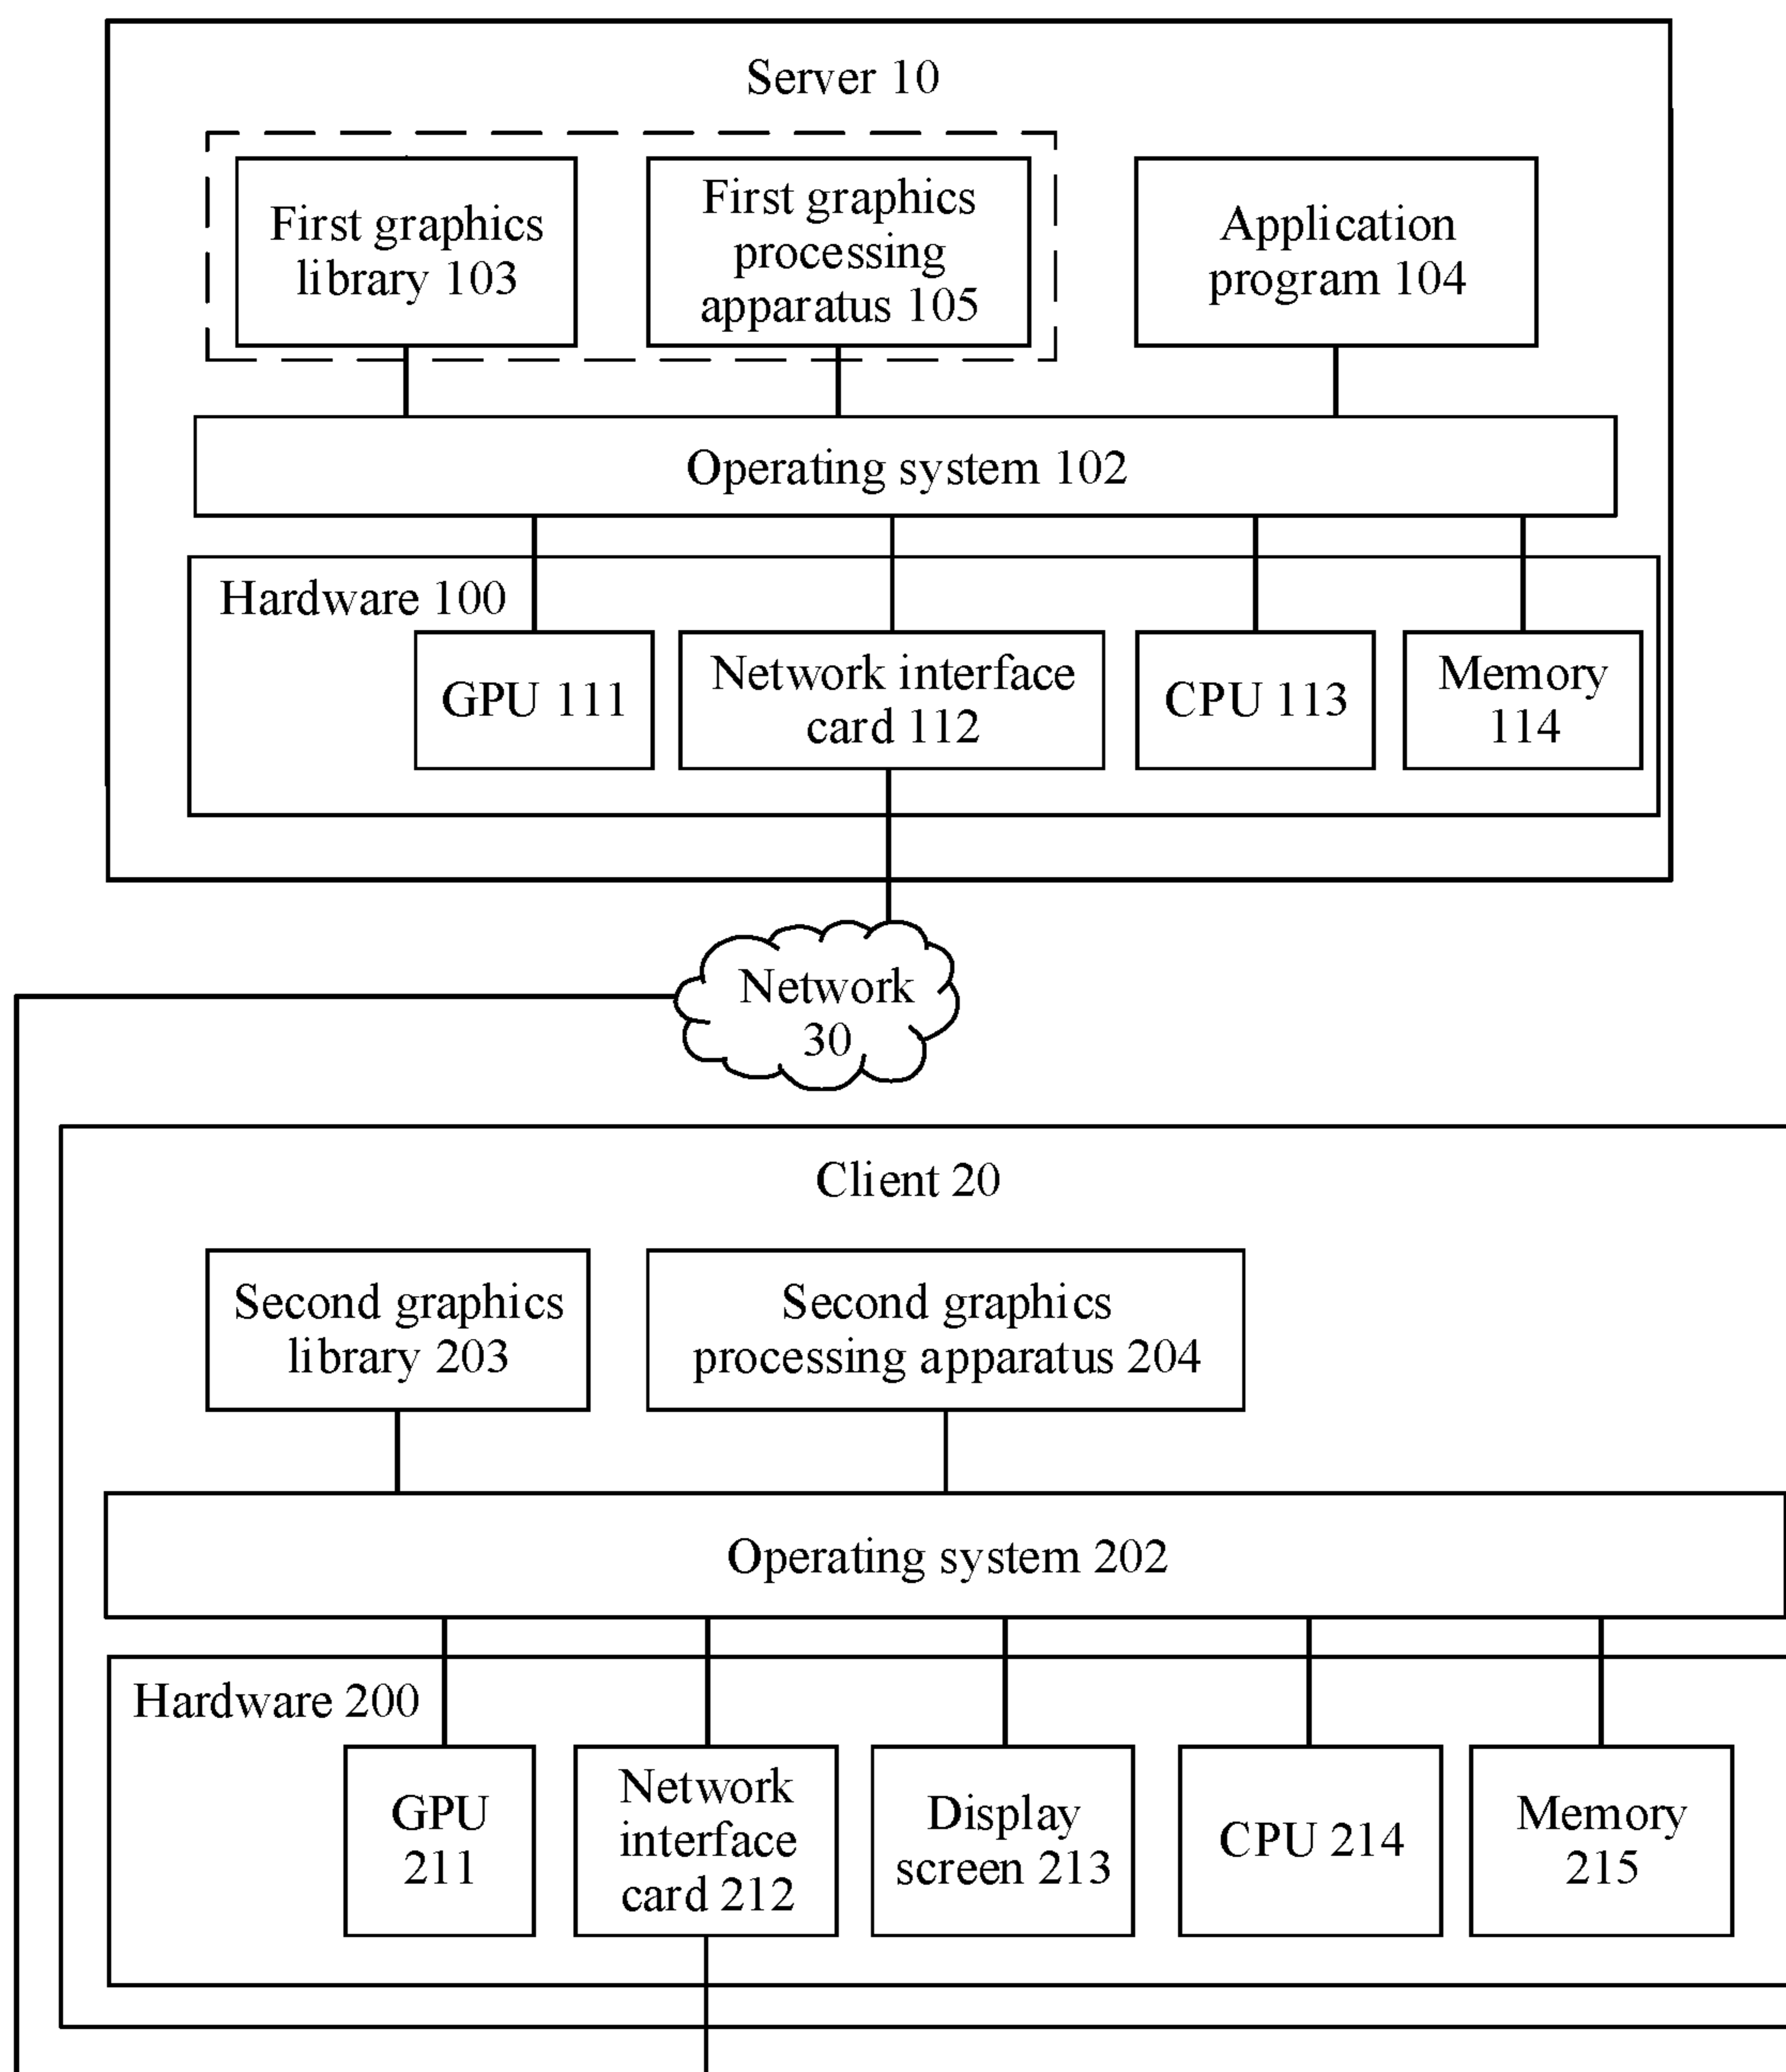 Server 10
First graphics
library 103
First graphics
processing
apparatus 105
Application
program 104
Operating system 102
Hardware 100
GPU 111
Network interface
card 112
CPU 113
Memory
114
Network
30
Client 20
Second graphics
library 203
Second graphics
processing apparatus 204
Operating system 202
Hardware 200
GPU
211
Network
interface
card 212
Display
screen 213
CPU 214
Memory
215